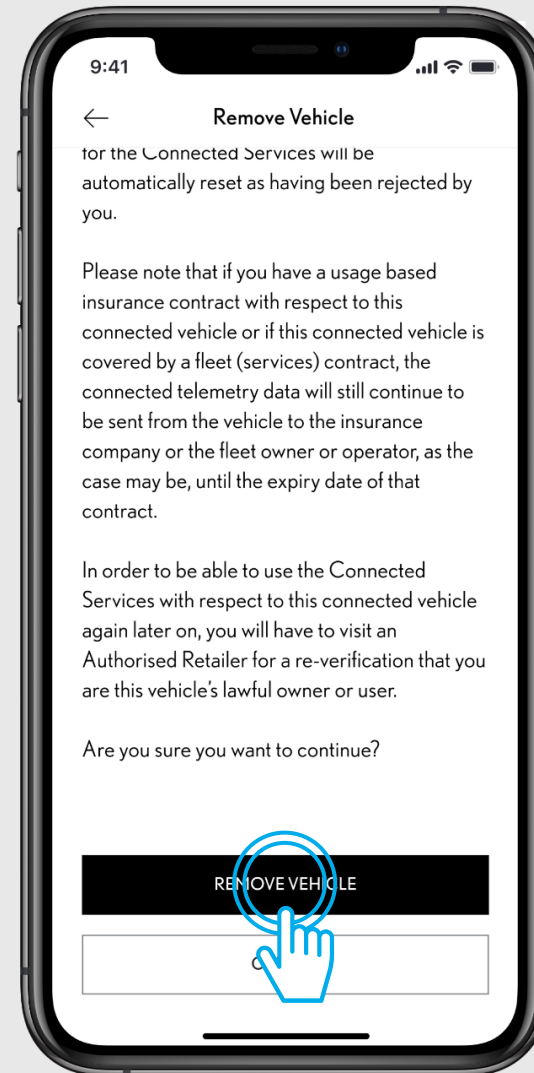 9:41
Remove Vehicle
for the Connected Services will be
automatically reset as having been rejected by
you.
Please note that if you have a usage based
insurance contract with respect to this
connected vehicle or if this connected vehicle is
covered by a fleet (services) contract, the
connected telemetry data will still continue to
be sent from the vehicle to the insurance
company or the fleet owner or operator, as the
case may be, until the expiry date of that
contract.
In order to be able to use the Connected
Services with respect to this connected vehicle
again later on, you will have to visit an
Authorised Retailer for a re-verification that you
are this vehicle's lawful owner or user.
Are you sure you want to continue?
REMOVE VEHICLE